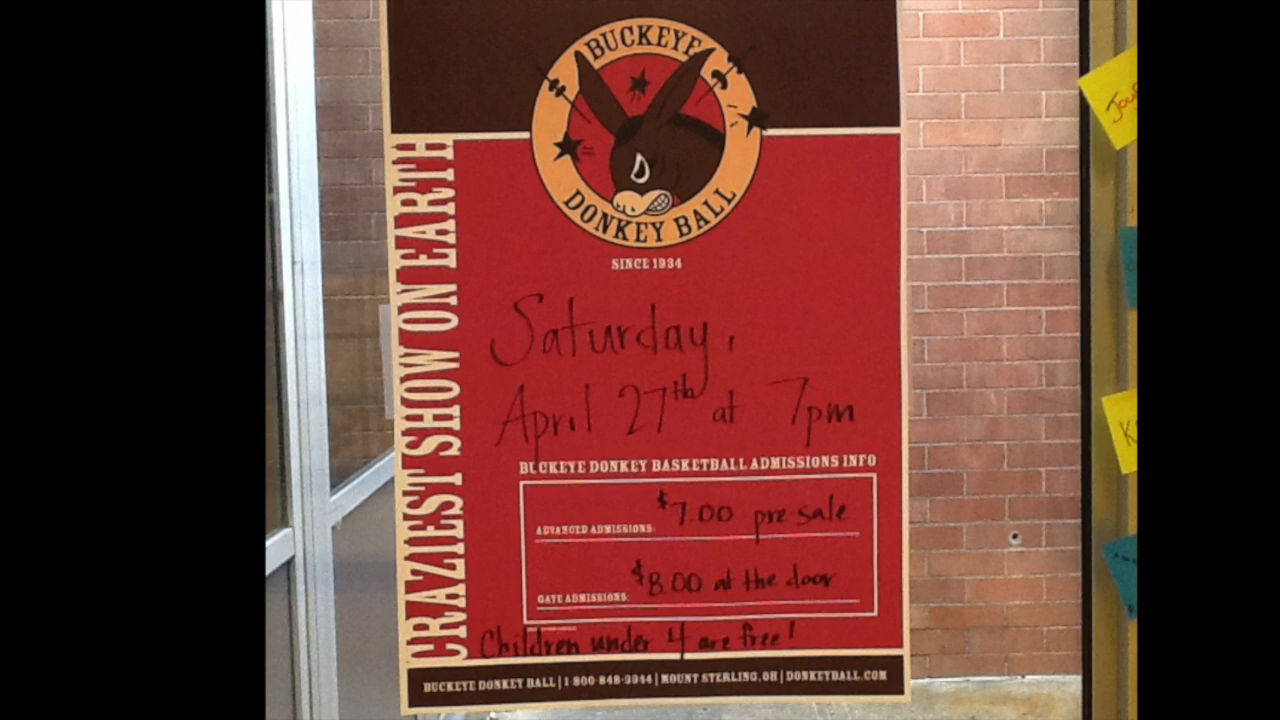 BUCKEYE
DONKEY BALL
SINCE 1934
CRAZIEST SHOW ON EARTH
Saturday,
April 27th at 7pm
BUCKEYE DONKEY BASKETBALL ADMISSIONS INFO
ADVANCED ADMISSIONS: $7.00 pre-sale
GATE ADMISSIONS: $8.00 at the door
Children under 4 are free!
BUCKEYE DONKEY BALL | 1-800-848-3944 | MOUNT STERLING, OH | DONKEYBALL.COM